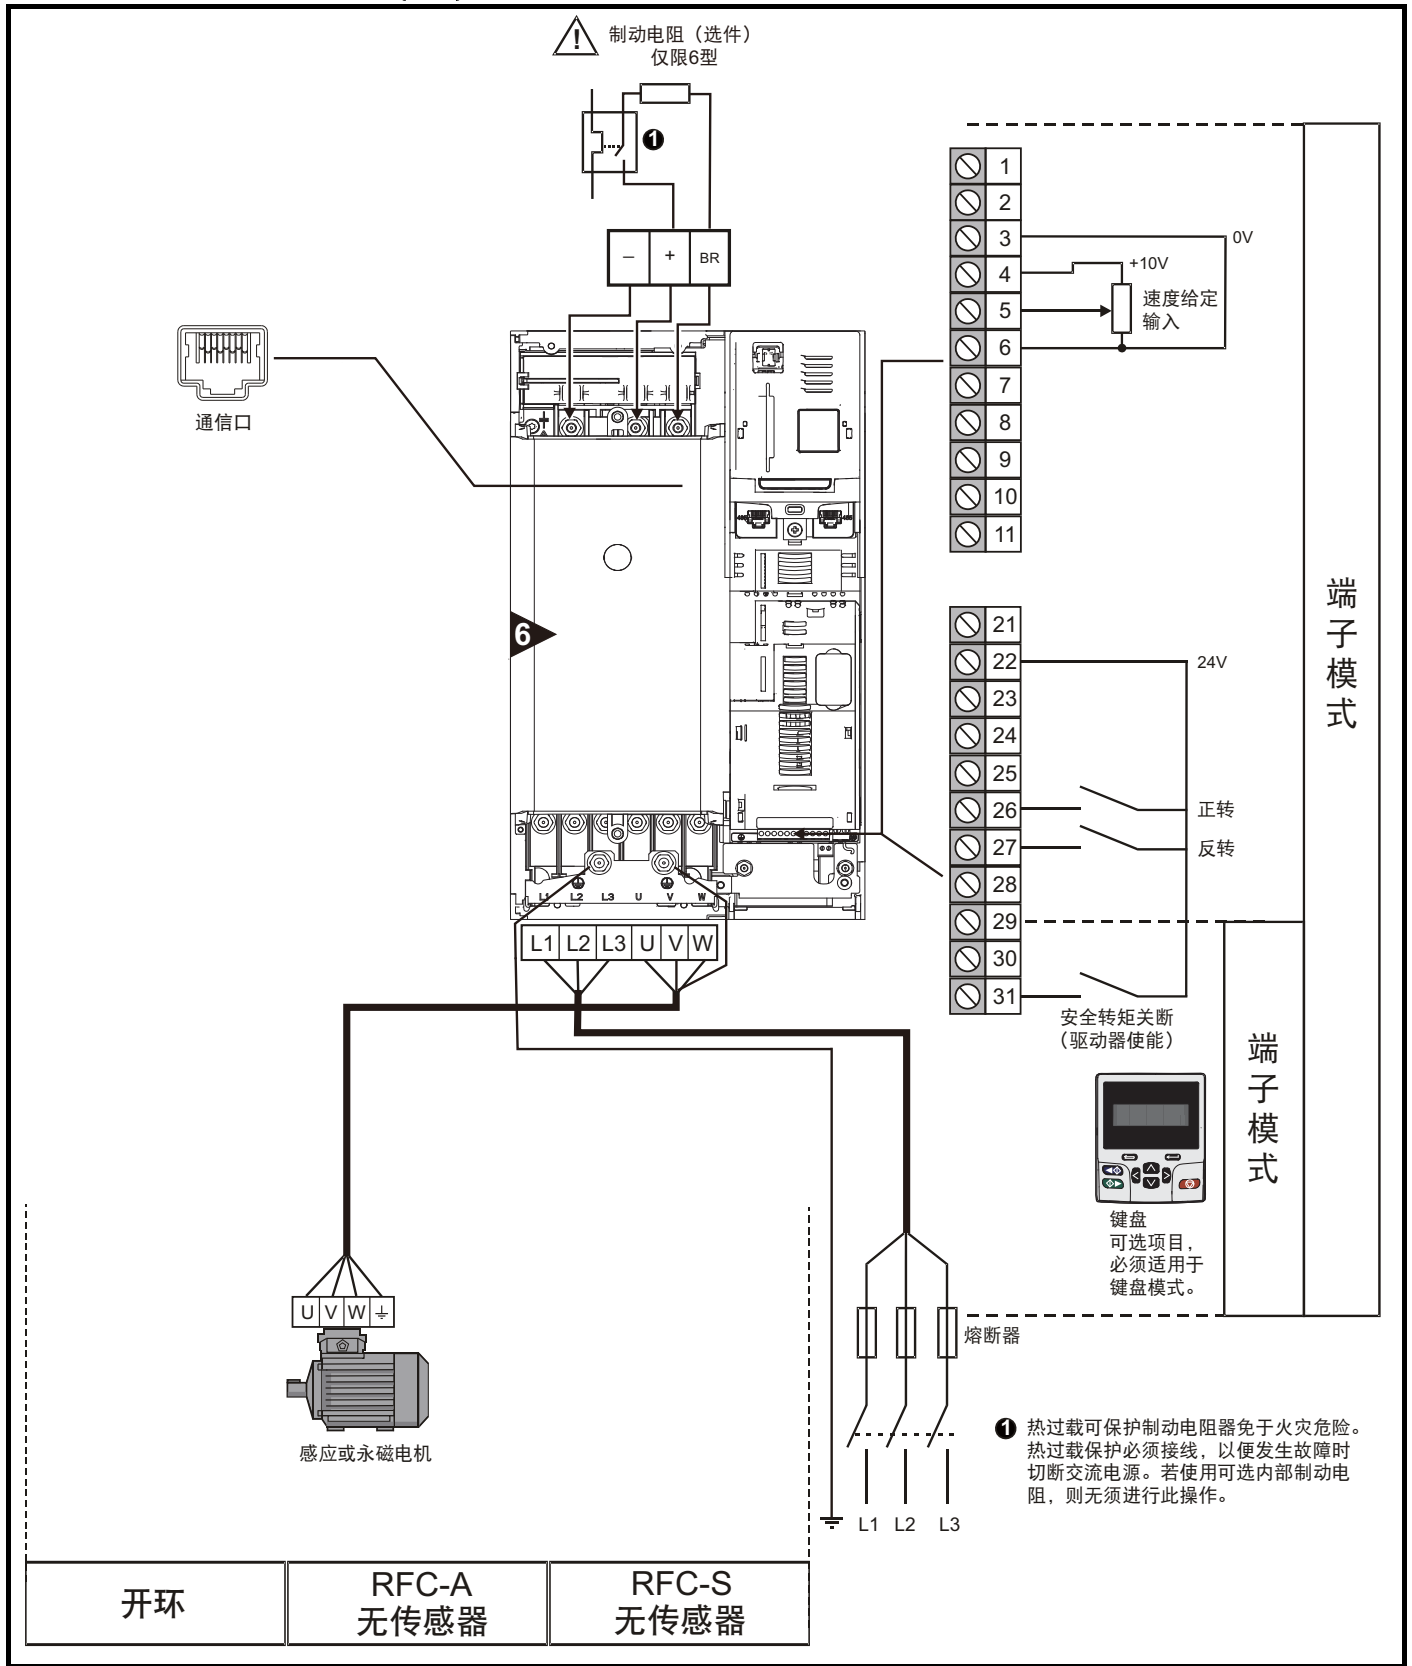 制动电阻（选件）
仅限6型
1
– + BR
通信口
1
2
3
4
5
6
7
8
9
10
11
0V
+10V
速度给定
输入
21
22
23
24
25
26
27
28
29
30
31
24V
正转
反转
安全转矩关断
（驱动器使能）
端子模式
端子模式
6
L1 L2 L3 U V W
L1 L2 L3 U V W
键盘
可选项目，
必须适用于
键盘模式。
U V W
感应或永磁电机
熔断器
L1 L2 L3
1 热过载可保护制动电阻器免于火灾危险。
热过载保护必须接线，以便发生故障时
切断交流电源。若使用可选内部制动电
阻，则无须进行此操作。
开环
RFC-A
无传感器
RFC-S
无传感器